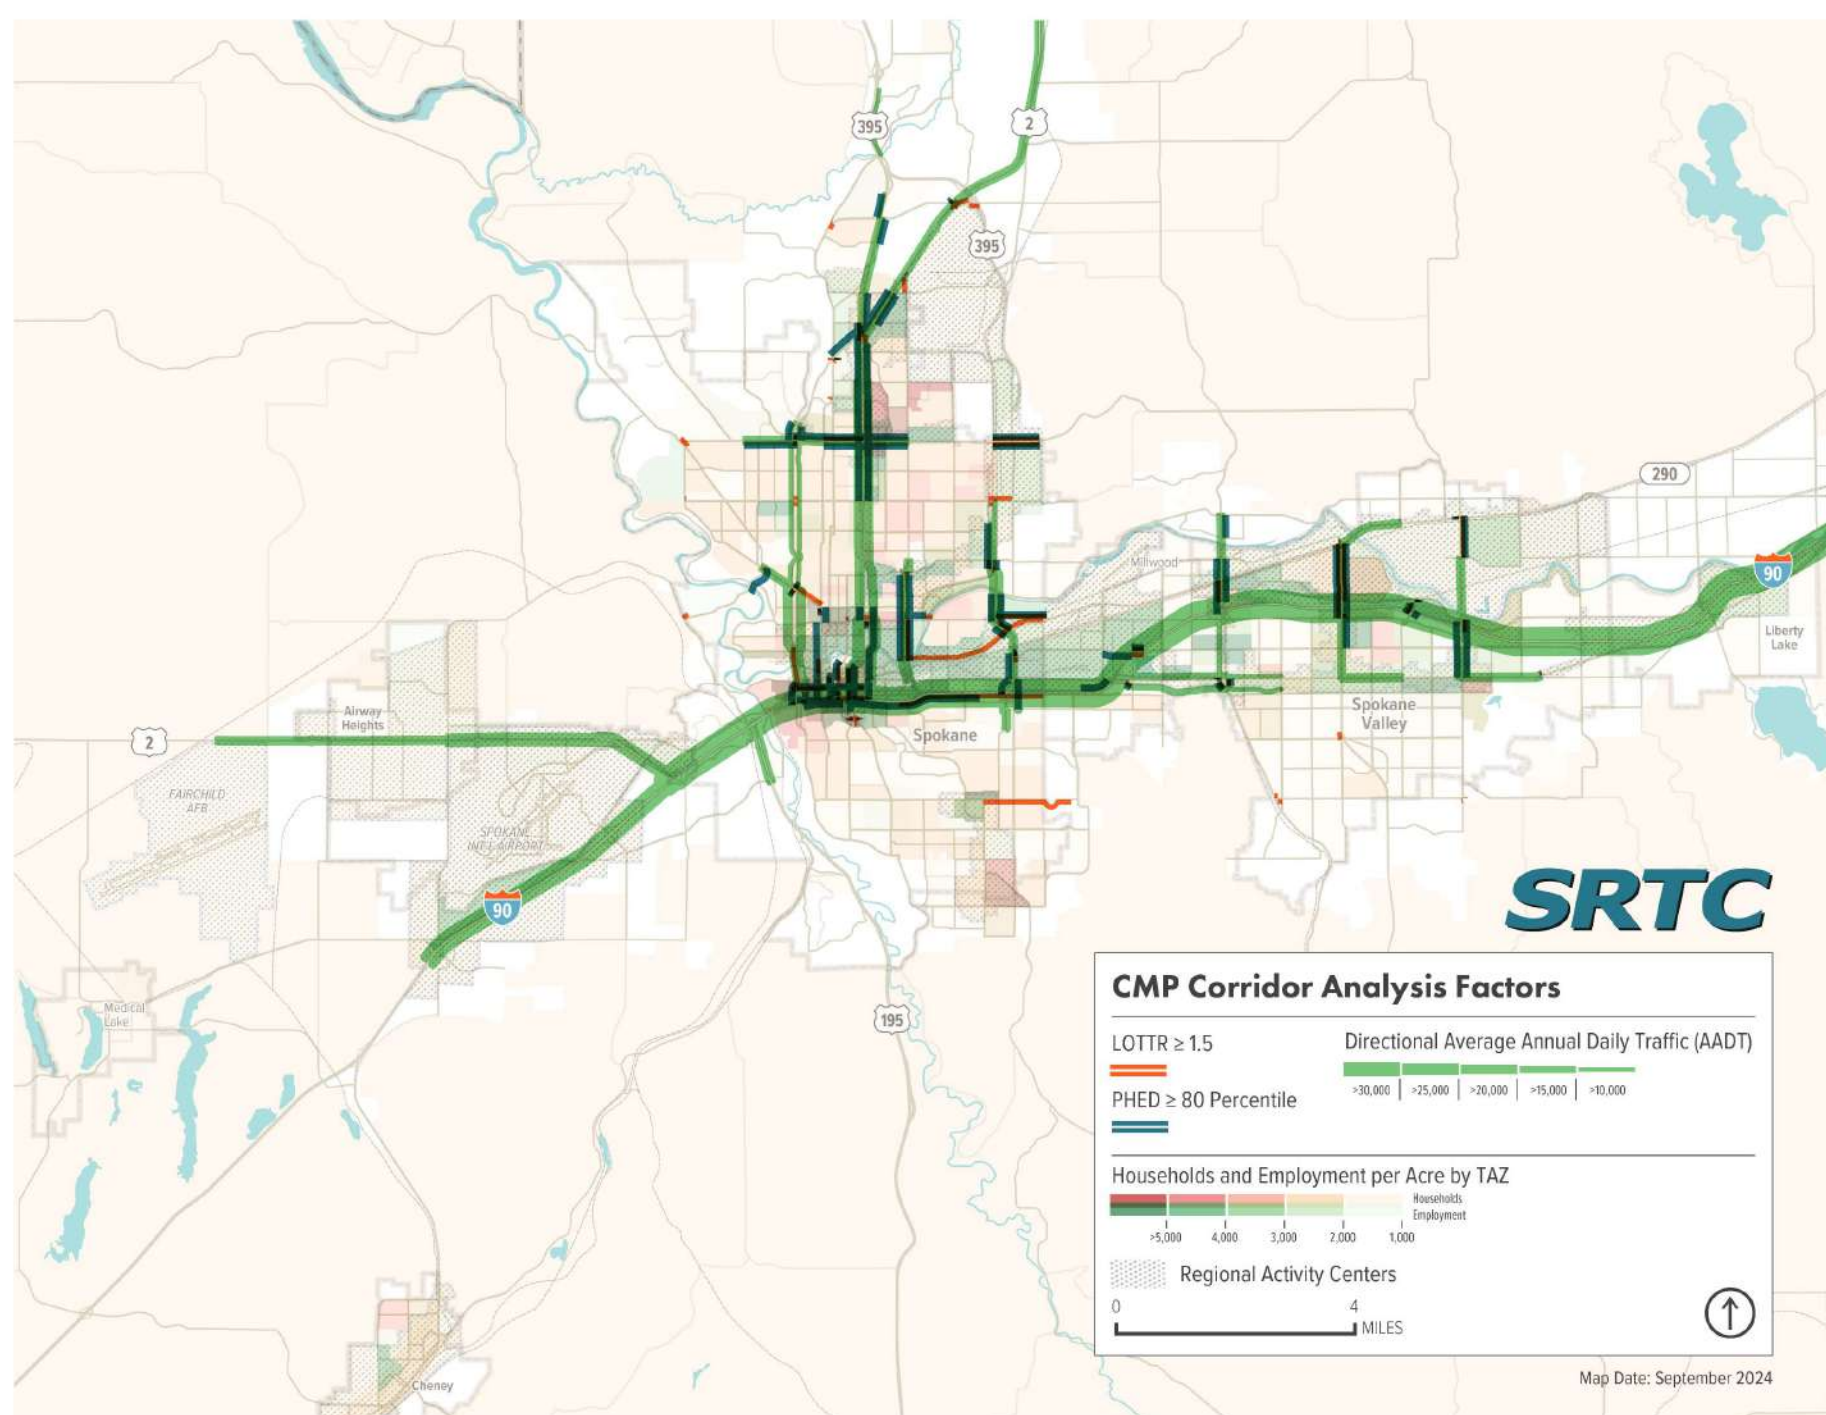 395
2
395
290
Millwood
90
Liberty
Lake
Airway
Heights
2
Spokane
Spokane
Valley
FAIRCHILD
AFB
SPOKANE
INT'L AIRPORT
90
SRTC
Medical
Lake
195
CMP Corridor Analysis Factors
LOTTR ≥ 1.5
Directional Average Annual Daily Traffic (AADT)
>30,000 >25,000 >20,000 >15,000 >10,000
PHED ≥ 80 Percentile
Households and Employment per Acre by TAZ
Households
Employment
>5,000 4,000 3,000 2,000 1,000
Regional Activity Centers
0 4
MILES
Map Date: September 2024
Cheney